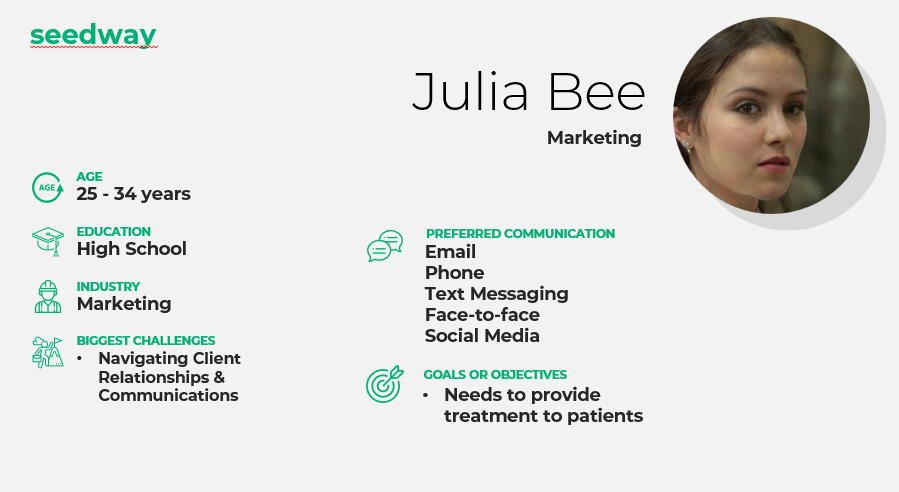 seedway
Julia Bee
Marketing
AGE
AGE
25 - 34 years
EDUCATION
High School
INDUSTRY
Marketing
BIGGEST CHALLENGES
• Navigating Client
Relationships &
Communications
PREFERRED COMMUNICATION
Email
Phone
Text Messaging
Face-to-face
Social Media
GOALS OR OBJECTIVES
• Needs to provide
treatment to patients